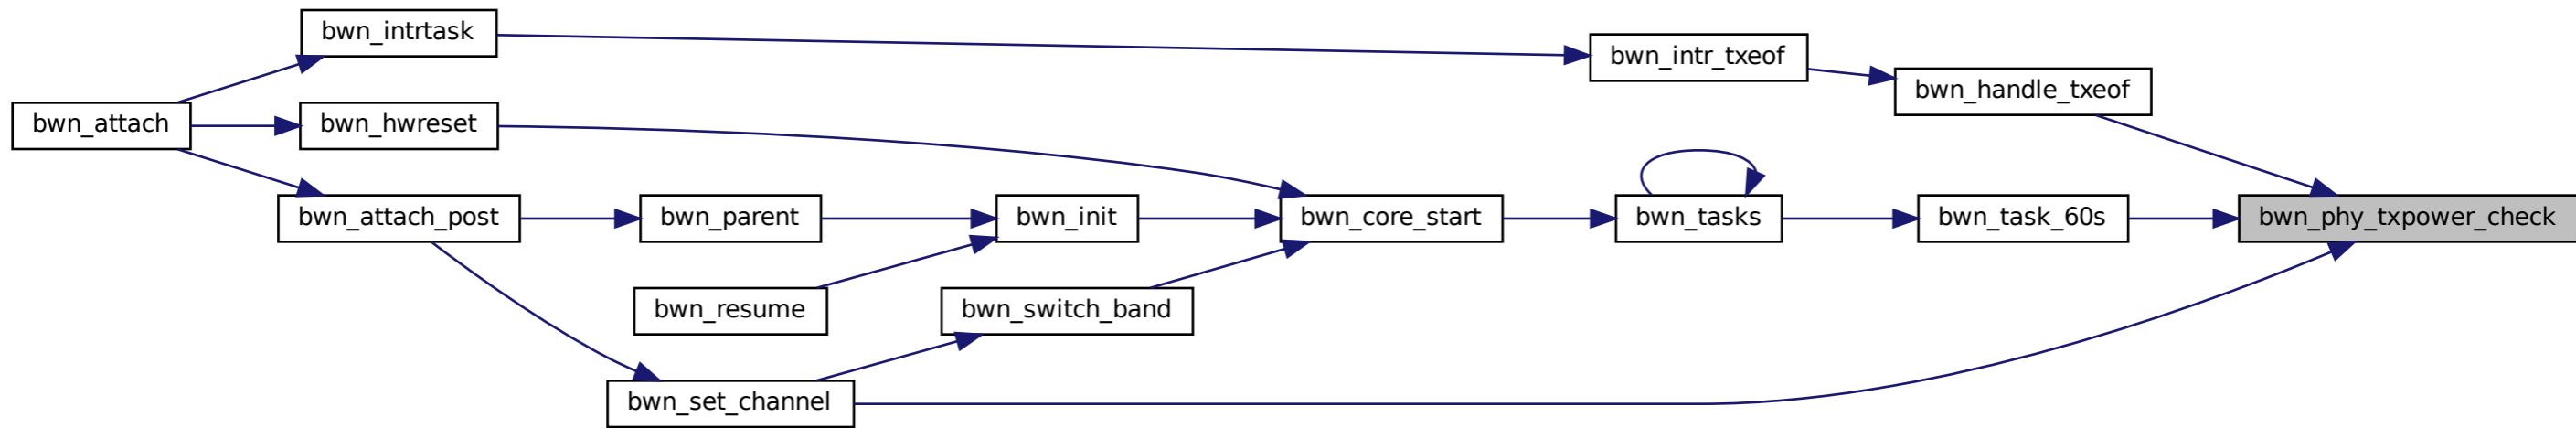 bwn_intrtask
bwn_intr_txeof
bwn_handle_txeof
bwn_attach
bwn_hwreset
bwn_attach_post
bwn_parent
bwn_init
bwn_core_start
bwn_tasks
bwn_task_60s
bwn_phy_txpower_check
bwn_resume
bwn_switch_band
bwn_set_channel